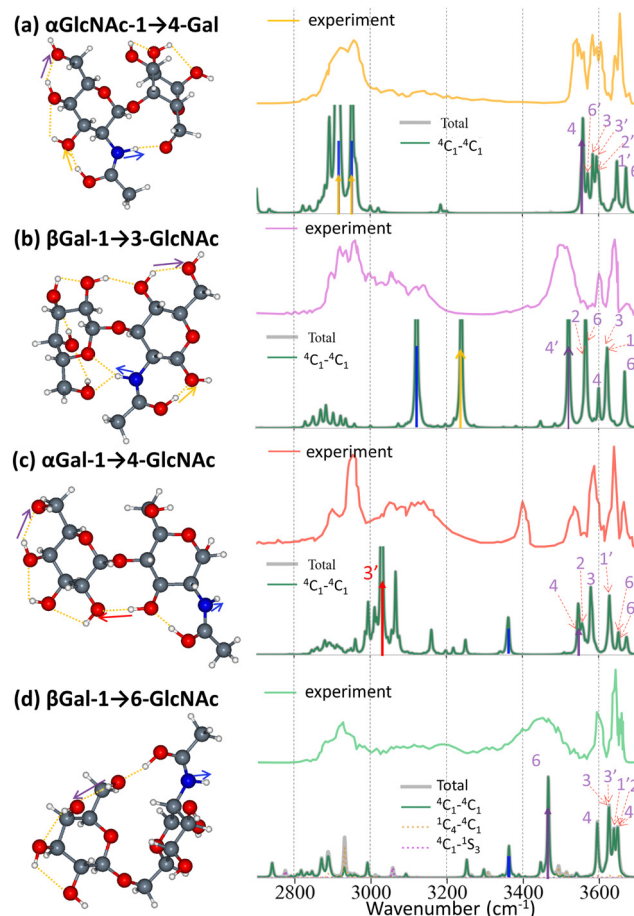 (a) αGlcNAc-1→4-Gal
experiment
Total
⁴C₁-⁴C₁
4
6’
3
3’
2’
1’
6
(b) βGal-1→3-GlcNAc
experiment
Total
⁴C₁-⁴C₁
4’
2
6
3
1
4
6
(c) αGal-1→4-GlcNAc
experiment
Total
⁴C₁-⁴C₁
3’
4
2
3
1’
6
6
(d) βGal-1→6-GlcNAc
experiment
Total
⁴C₁-⁴C₁
¹C₄-⁴C₁
⁴C₁-¹S₃
6
4
3
3’
1’2
4
2800 3000 3200 3400 3600
Wavenumber (cm⁻¹)